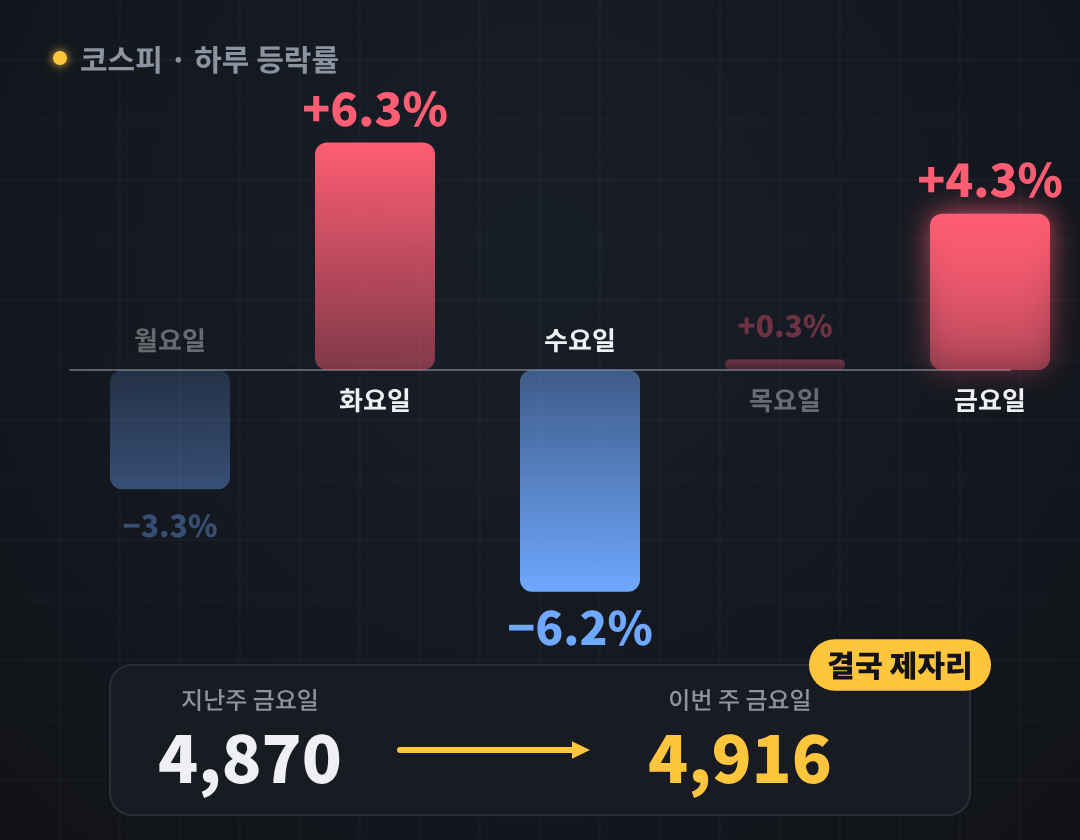 코스피 · 하루 등락률
+6.3%
+4.3%
+0.3%
월요일
수요일
화요일
목요일
금요일
−3.3%
−6.2%
결국 제자리
지난주 금요일
이번 주 금요일
4,870
4,916